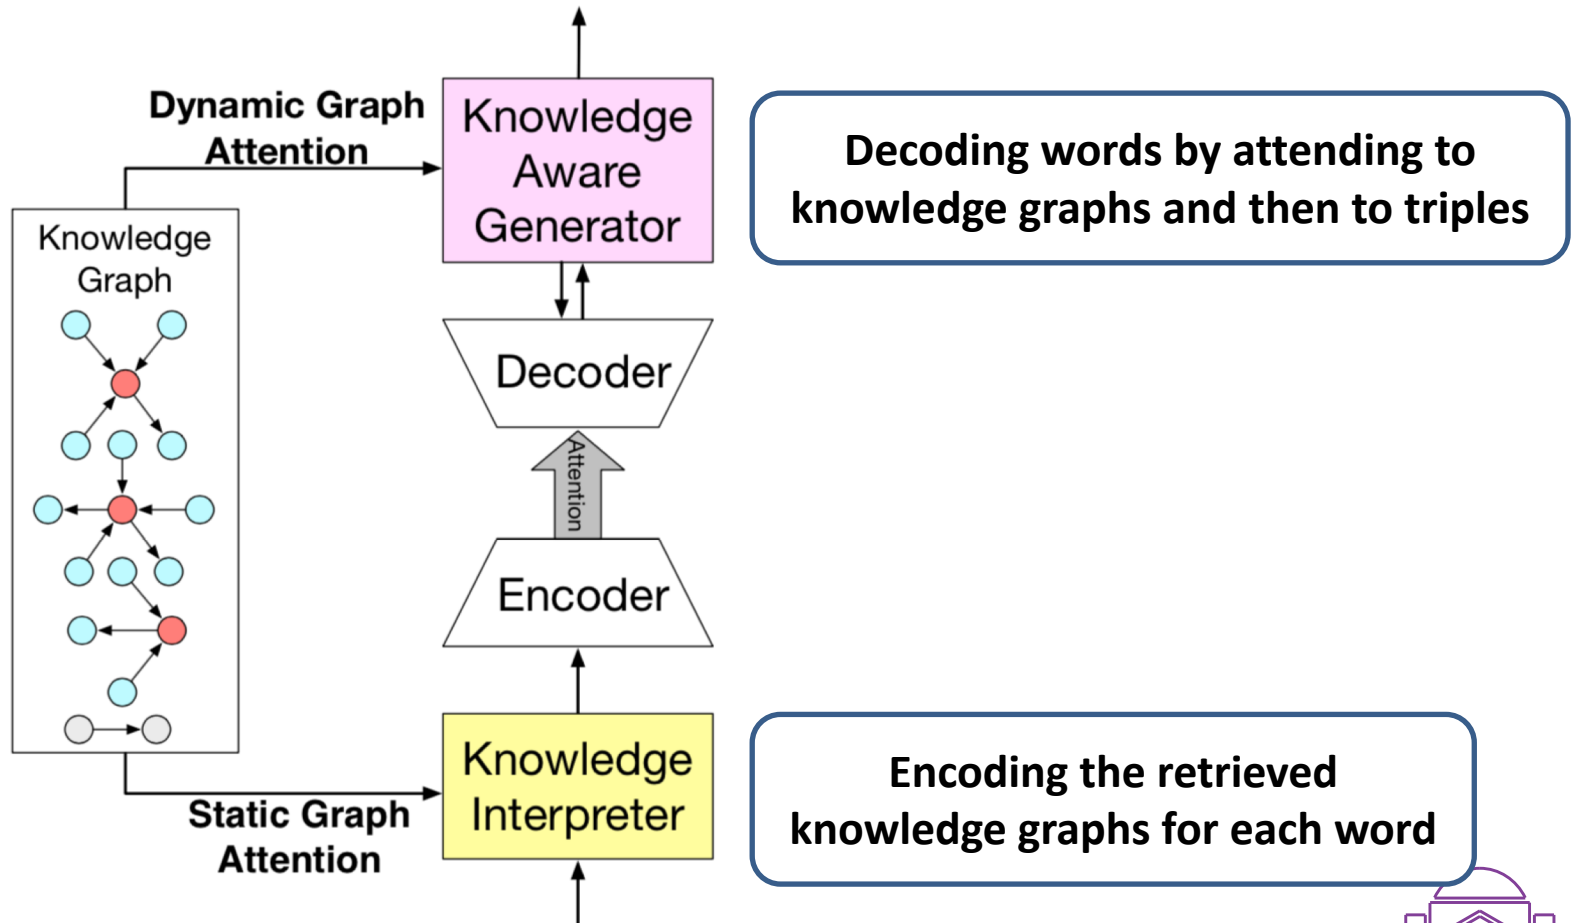 Dynamic Graph
Attention
Knowledge
Aware
Generator
Decoding words by attending to
knowledge graphs and then to triples
Knowledge
Graph
Decoder
Attention
Encoder
Knowledge
Interpreter
Static Graph
Attention
Encoding the retrieved
knowledge graphs for each word